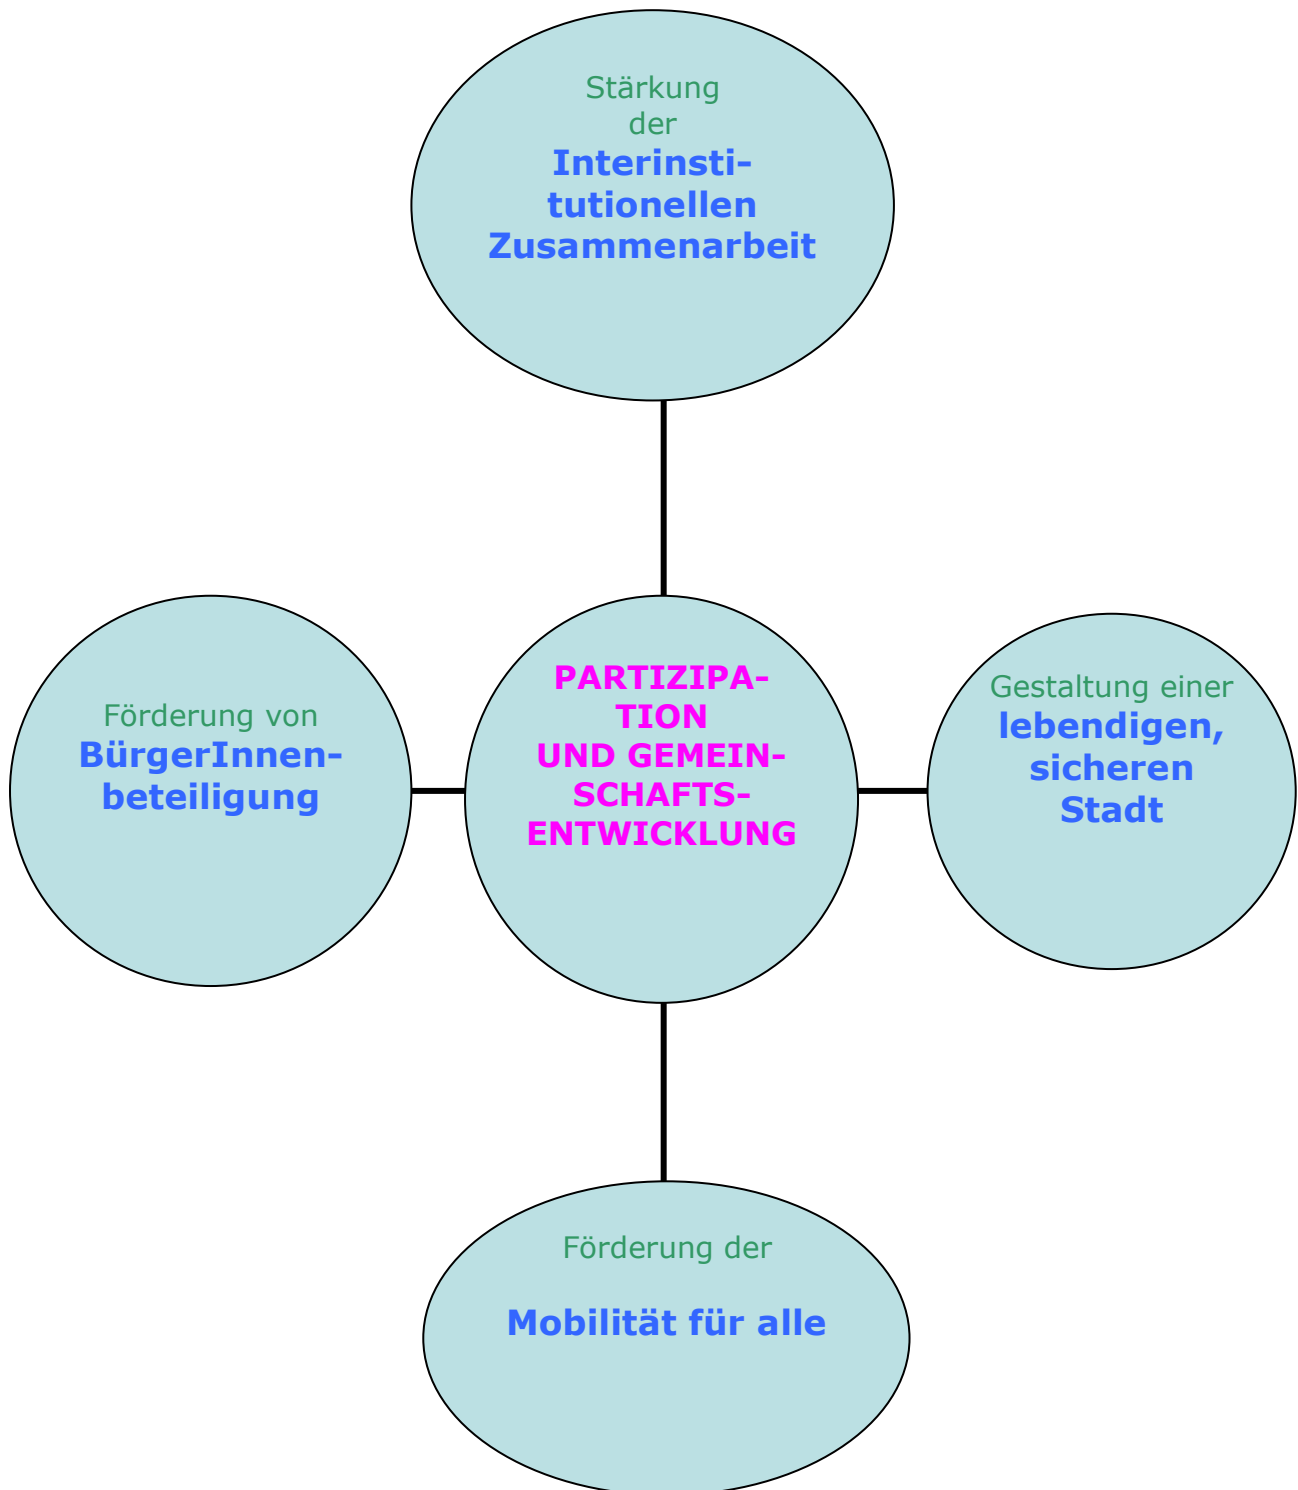 Stärkung
der
Interinsti-
tutionellen
Zusammenarbeit
Förderung von
BürgerInnen-
beteiligung
PARTIZIPA-
TION
UND GEMEIN-
SCHAFTS-
ENTWICKLUNG
Gestaltung einer
lebendigen,
sicheren
Stadt
Förderung der
Mobilität für alle